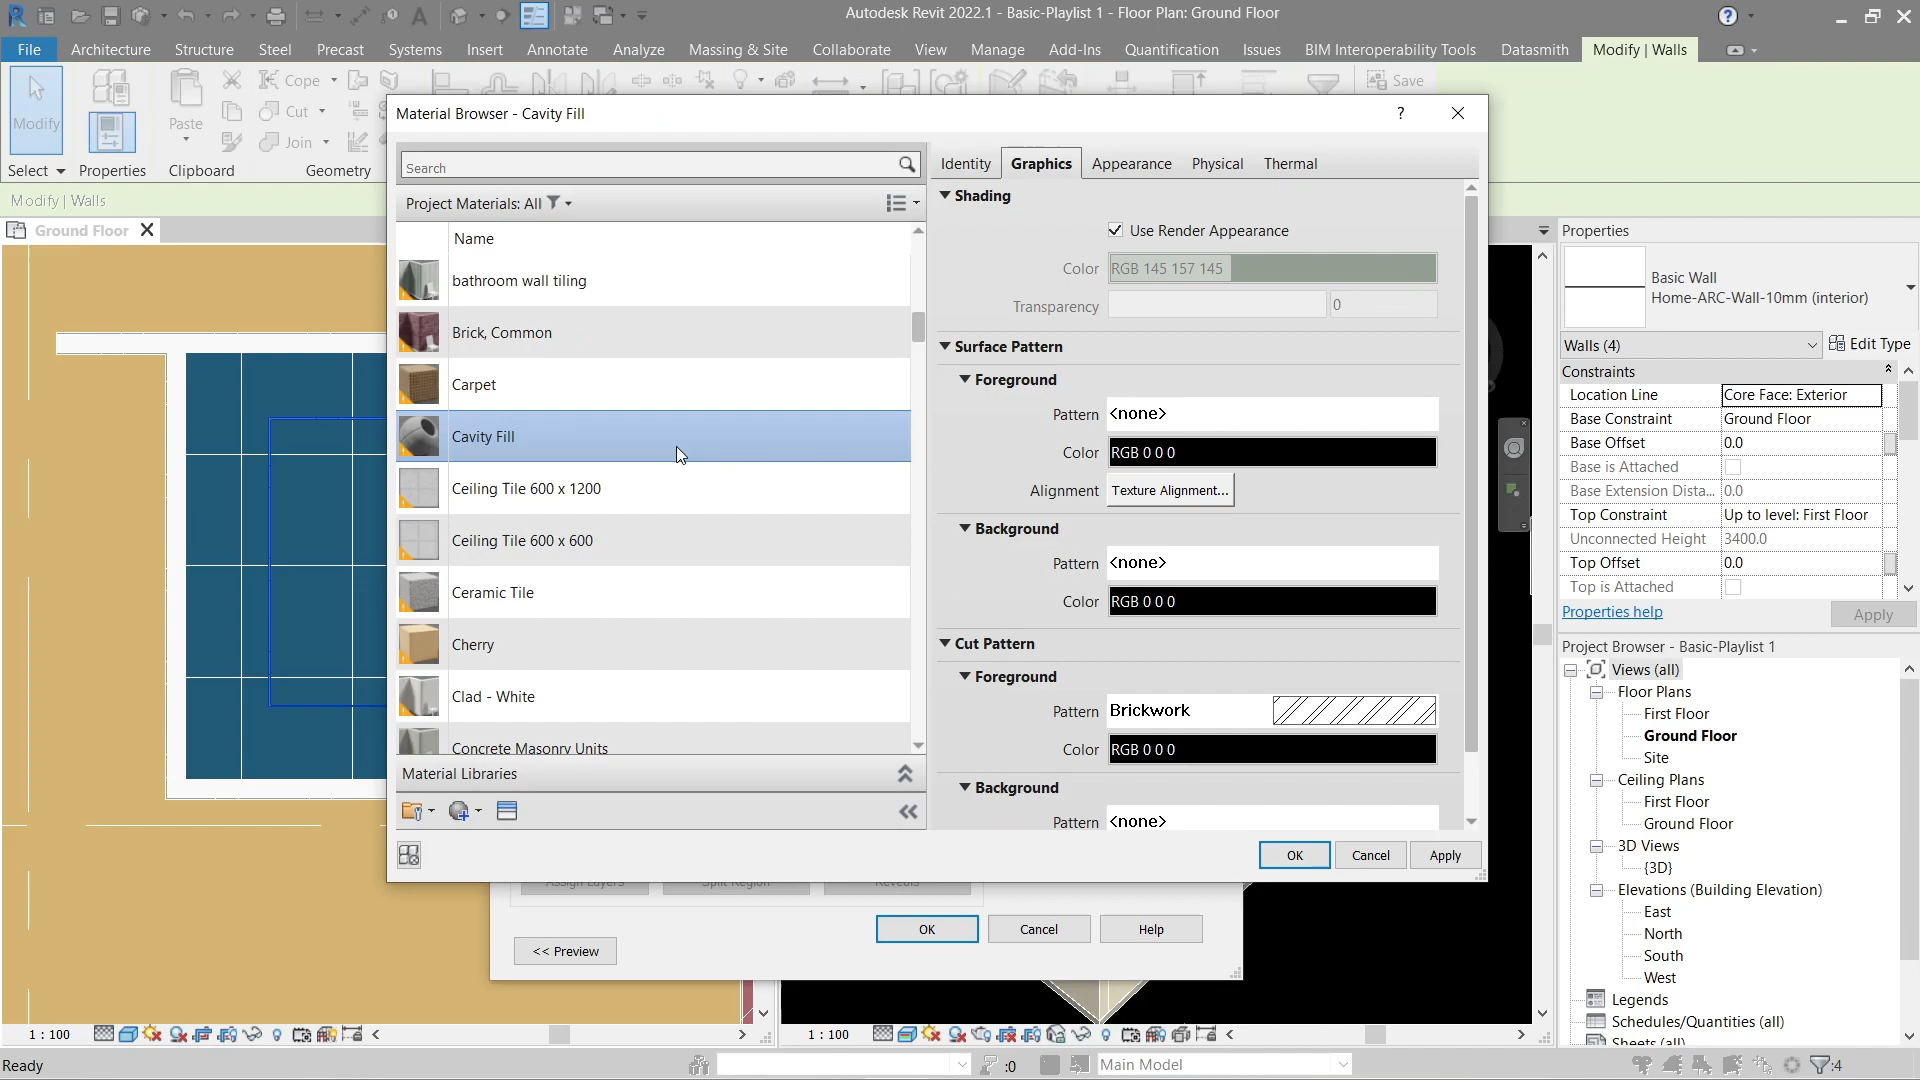 Autodesk Revit 2022.1 - Basic-Playlist 1 - Floor Plan: Ground Floor
File Architecture Structure Steel Precast Systems Insert Annotate Analyze Massing & Site Collaborate View Manage Add-Ins Quantification Issues BIM Interoperability Tools Datasmith Modify | Walls
Modify
Paste
Cope
Cut
Join
Save
Select Properties Clipboard Geometry
Modify | Walls
Ground Floor
Material Browser - Cavity Fill
?
Search
Project Materials: All
Name
bathroom wall tiling
Brick, Common
Carpet
Cavity Fill
Ceiling Tile 600 x 1200
Ceiling Tile 600 x 600
Ceramic Tile
Cherry
Clad - White
Concrete Masonry Units
Material Libraries
Identity Graphics Appearance Physical Thermal
Shading
Use Render Appearance
Color RGB 145 157 145
Transparency 0
Surface Pattern
Foreground
Pattern <none>
Color RGB 0 0 0
Alignment Texture Alignment...
Background
Pattern <none>
Color RGB 0 0 0
Cut Pattern
Foreground
Pattern Brickwork
Color RGB 0 0 0
Background
Pattern <none>
OK Cancel Apply
Assign Layers Split Region Reveals
OK Cancel Help
<< Preview
Properties
Basic Wall
Home-ARC-Wall-10mm (interior)
Walls (4) Edit Type
Constraints
Location Line Core Face: Exterior
Base Constraint Ground Floor
Base Offset 0.0
Base is Attached
Base Extension Dista... 0.0
Top Constraint Up to level: First Floor
Unconnected Height 3400.0
Top Offset 0.0
Top is Attached
Properties help Apply
Project Browser - Basic-Playlist 1
Views (all)
Floor Plans
First Floor
Ground Floor
Site
Ceiling Plans
First Floor
Ground Floor
3D Views
{3D}
Elevations (Building Elevation)
East
North
South
West
Legends
Schedules/Quantities (all)
Sheets (all)
1 : 100
1 : 100
Ready
:0
Main Model
:4